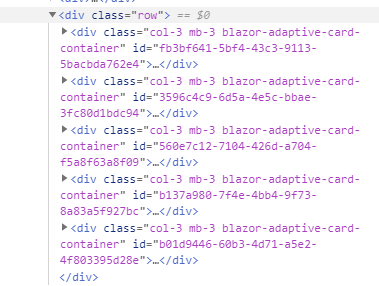 <div class="row"> == $0
<div class="col-3 mb-3 blazor-adaptive-card-
container" id="fb3bf641-5bf4-43c3-9113-
5bacbda762e4">…</div>
<div class="col-3 mb-3 blazor-adaptive-card-
container" id="3596c4c9-6d5a-4e5c-bbae-
3fc80d1bdc94">…</div>
<div class="col-3 mb-3 blazor-adaptive-card-
container" id="560e7c12-7104-426d-a704-
f5a8f63a8f09">…</div>
<div class="col-3 mb-3 blazor-adaptive-card-
container" id="b137a980-7f4e-4bb4-9f73-
8a83a5f927bc">…</div>
<div class="col-3 mb-3 blazor-adaptive-card-
container" id="b01d9446-60b3-4d71-a5e2-
4f803395d28e">…</div>
</div>